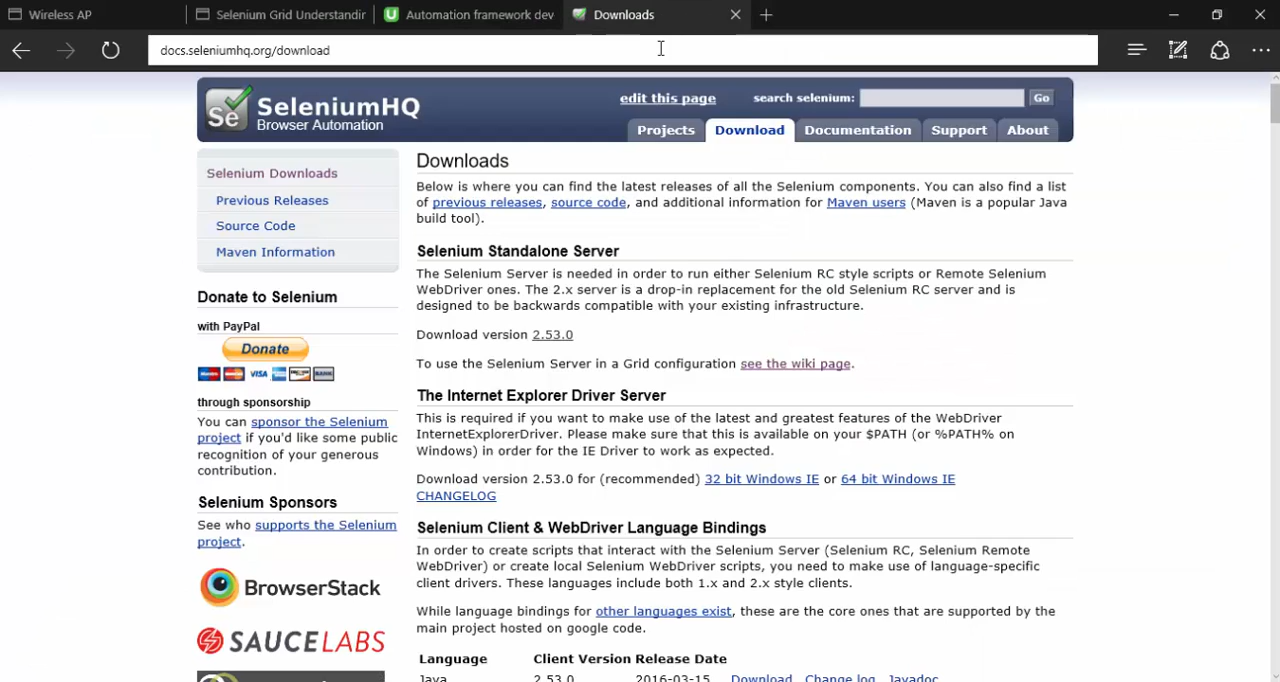 Wireless AP
Selenium Grid Understandir
Automation framework dev
Downloads
docs.seleniumhq.org/download
SeleniumHQ
Browser Automation
edit this page
search selenium:
Go
Projects
Download
Documentation
Support
About
Selenium Downloads
Previous Releases
Source Code
Maven Information
Donate to Selenium
with PayPal
Donate
VISA
through sponsorship
You can sponsor the Selenium
project if you'd like some public
recognition of your generous
contribution.
Selenium Sponsors
See who supports the Selenium
project.
BrowserStack
SAUCELABS
Downloads
Below is where you can find the latest releases of all the Selenium components. You can also find a list
of previous releases, source code, and additional information for Maven users (Maven is a popular Java
build tool).
Selenium Standalone Server
The Selenium Server is needed in order to run either Selenium RC style scripts or Remote Selenium
WebDriver ones. The 2.x server is a drop-in replacement for the old Selenium RC server and is
designed to be backwards compatible with your existing infrastructure.
Download version 2.53.0
To use the Selenium Server in a Grid configuration see the wiki page.
The Internet Explorer Driver Server
This is required if you want to make use of the latest and greatest features of the WebDriver
InternetExplorerDriver. Please make sure that this is available on your $PATH (or %PATH% on
Windows) in order for the IE Driver to work as expected.
Download version 2.53.0 for (recommended) 32 bit Windows IE or 64 bit Windows IE
CHANGELOG
Selenium Client & WebDriver Language Bindings
In order to create scripts that interact with the Selenium Server (Selenium RC, Selenium Remote
WebDriver) or create local Selenium WebDriver scripts, you need to make use of language-specific
client drivers. These languages include both 1.x and 2.x style clients.
While language bindings for other languages exist, these are the core ones that are supported by the
main project hosted on google code.
Language Client Version Release Date
Java 2.53.0 2016-03-15 Download Change log Javadoc